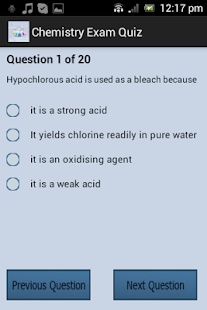 12:17 pm
Chemistry Exam Quiz
Question 1 of 20
Hypochlorous acid is used as a bleach because
it is a strong acid
It yields chlorine readily in pure water
it is an oxidising agent
it is a weak acid
Previous Question
Next Question